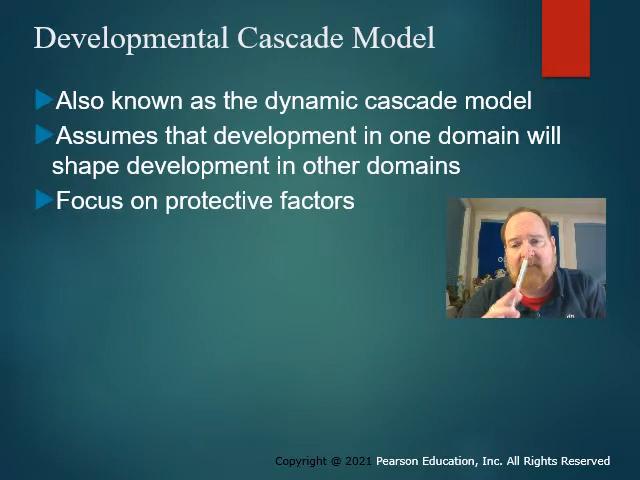 Developmental Cascade Model
Also known as the dynamic cascade model
Assumes that development in one domain will
shape development in other domains
Focus on protective factors
Copyright @ 2021 Pearson Education, Inc. All Rights Reserved